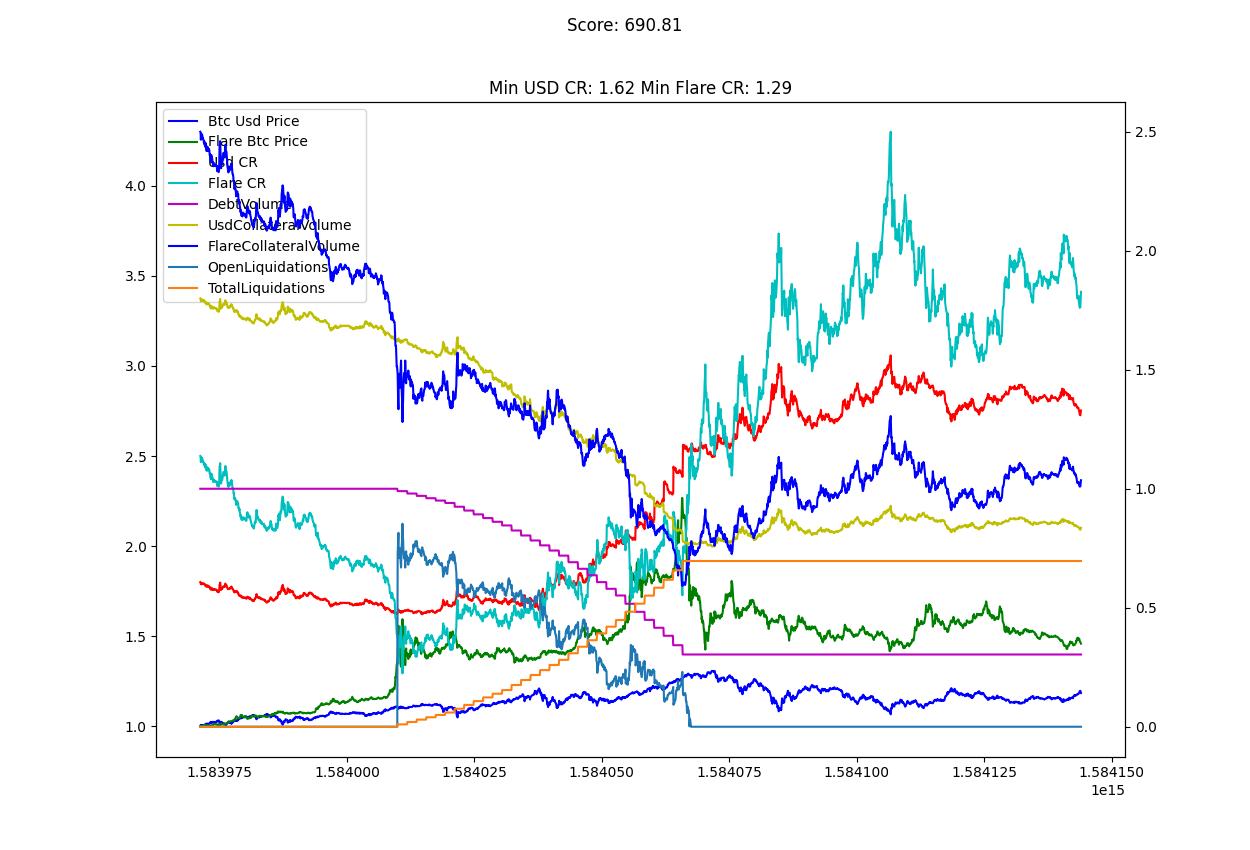 Score: 690.81
Min USD CR: 1.62 Min Flare CR: 1.29
Btc Usd Price
Flare Btc Price
Usd CR
Flare CR
DebtVolume
UsdCollateralVolume
FlareCollateralVolume
OpenLiquidations
TotalLiquidations
4.0
3.5
3.0
2.5
2.0
1.5
1.0
2.5
2.0
1.5
1.0
0.5
0.0
1.583975
1.584000
1.584025
1.584050
1.584075
1.584100
1.584125
1.584150
1e15